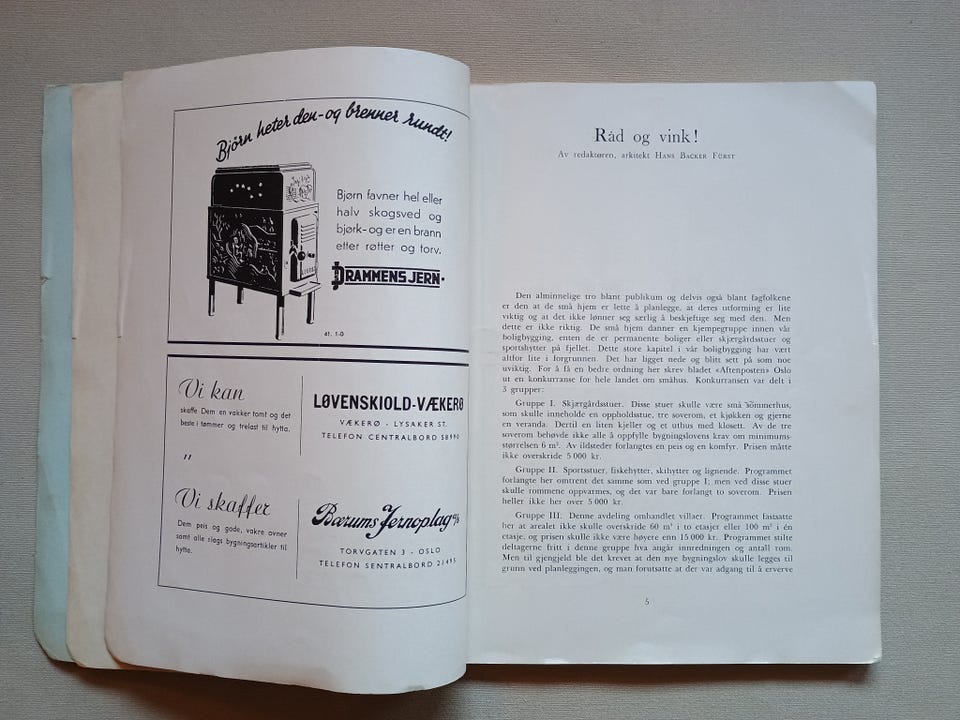 Bjørn heter den-og brenner rundt!
Bjørn favner hel eller
halv skogsved og
bjørk-og er en brann
etter røtter og torv.
DRAMMENS JERN·
41. 1-0
Vi kan
skaffe Dem en vakker tomt og det
beste i tømmer og trelast til hytta.
LØVENSKIOLD-VÆKERØ
VÆKERØ - LYSAKER ST.
TELEFON CENTRALBORD 58990
"
Vi skaffer
Dem peis og gode, vakre ovner
samt alle slags bygningsartikler til
hytte.
Bærums Jernoplag A/S
TORVGATEN 3 - OSLO
TELEFON SENTRALBORD 21495
Råd og vink!
Av redaktøren, arkitekt HANS BACKER FÜRST
Den alminnelige tro blant publikum og delvis også blant fagfolkene
er den at de små hjem er lette å planlegge, at deres utforming er lite
viktig og at det ikke lønner seg særlig å beskjeftige seg med den. Men
dette er ikke riktig. De små hjem danner en kjempegruppe innen vår
boligbygging, enten de er permanente boliger eller skjærgårdsstuer og
sportshytter på fjellet. Dette store kapitel i vår boligbygging har vært
altfor lite i forgrunnen. Det har ligget nede og blitt sett på som noe
uviktig. For å få en bedre ordning her skrev bladet «Aftenposten» Oslo
ut en konkurranse for hele landet om småhus. Konkurransen var delt i
3 grupper:
Gruppe I. Skjærgårdsstuer. Disse stuer skulle være små sommerhus,
som skulle inneholde en oppholdsstue, tre soverom, et kjøkken og gjerne
en veranda. Dertil en liten kjeller og et uthus med klosett. Av de tre
soverom behøvde ikke alle å oppfylle bygningslovens krav om minimums-
størrelsen 6 m². Av ildsteder forlangtes en peis og en komfyr. Prisen måtte
ikke overskride 5 000 kr.
Gruppe II. Sportsstuer, fiskehytter, skihytter og lignende. Programmet
forlangte her omtrent det samme som ved gruppe I; men ved disse stuer
skulle rommene oppvarmes, og det var bare forlangt to soverom. Prisen
heller ikke her over 5 000 kr.
Gruppe III. Denne avdeling omhandlet villaer. Programmet fastsatte
her at arealet ikke skulle overskride 60 m² i to etasjer eller 100 m² i én
etasje, og prisen skulle ikke være høyere enn 15 000 kr. Programmet stilte
deltagerne fritt i denne gruppe hva angår innredningen og antall rom.
Men til gjengjeld ble det krevet at den nye bygningslov skulle legges til
grunn ved planleggingen, og man forutsatte at der var adgang til å erverve
5